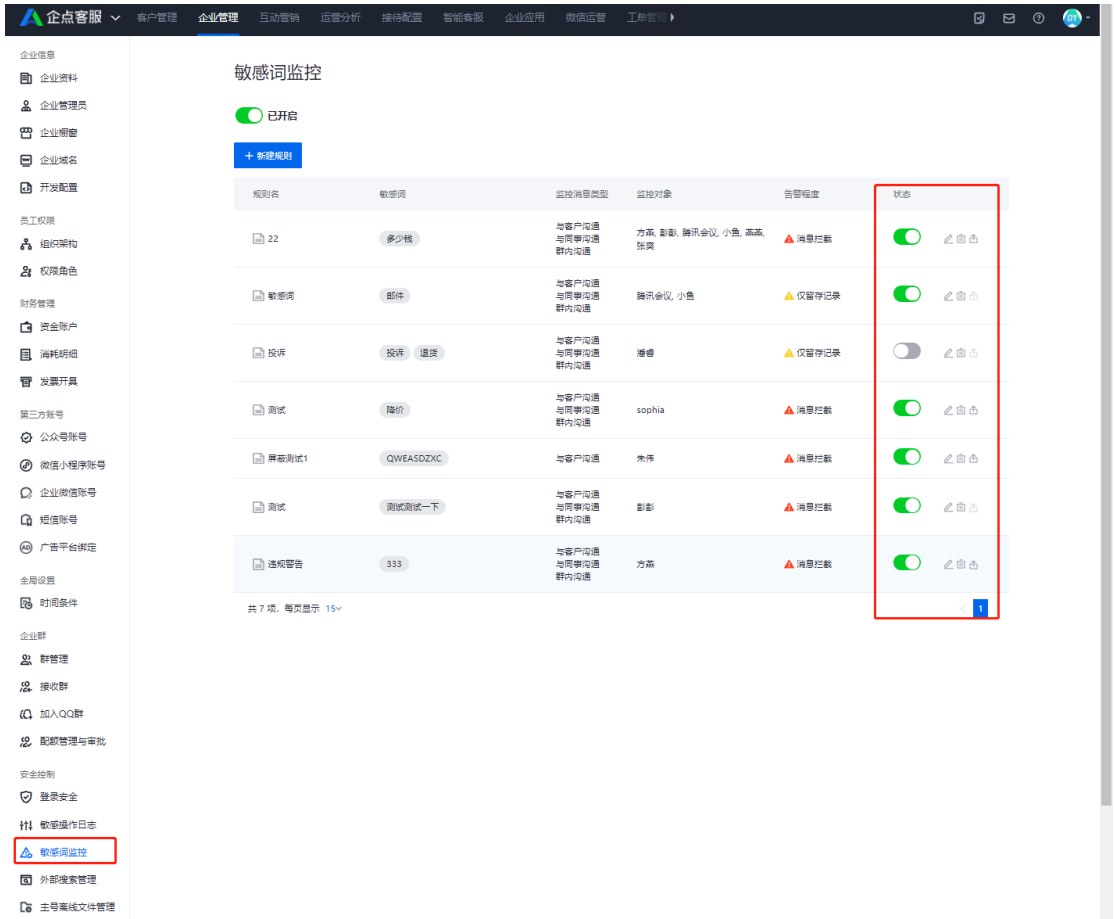 企点客服 客户管理 企业管理 互动营销 运营分析 接待配置 智能客服 企业应用 微信运营 工单管理
企业信息
企业资料
企业管理员
企业橱窗
企业域名
开发配置
员工权限
组织架构
权限角色
财务管理
资金账户
消耗明细
发票开具
第三方账号
公众号账号
微信小程序账号
企业微信账号
短信账号
广告平台绑定
全局设置
时间条件
企业群
群管理
接收群
加入QQ群
配额管理与审批
安全控制
登录安全
敏感操作日志
敏感词监控
外部搜索管理
主号离线文件管理
敏感词监控
已开启
+ 新建规则
规则名 敏感词 监控消息类型 监控对象 告警程度 状态
22 多少钱 与客户沟通 方燕, 彭彭, 腾讯会议, 小鱼, 燕燕, 消息拦截
与同事沟通 张奕
群内沟通
敏感词 邮件 与客户沟通 腾讯会议, 小鱼 仅留存记录
与同事沟通
群内沟通
投诉 投诉 退货 与客户沟通 潘睿 仅留存记录
与同事沟通
群内沟通
测试 降价 与客户沟通 sophia 消息拦截
与同事沟通
群内沟通
屏蔽测试1 QWEASDZXC 与客户沟通 朱伟 消息拦截
测试 测试测试一下 与客户沟通 彭彭 消息拦截
与同事沟通
群内沟通
违规警告 333 与客户沟通 方燕 消息拦截
与同事沟通
群内沟通
共 7 项, 每页显示 15 1